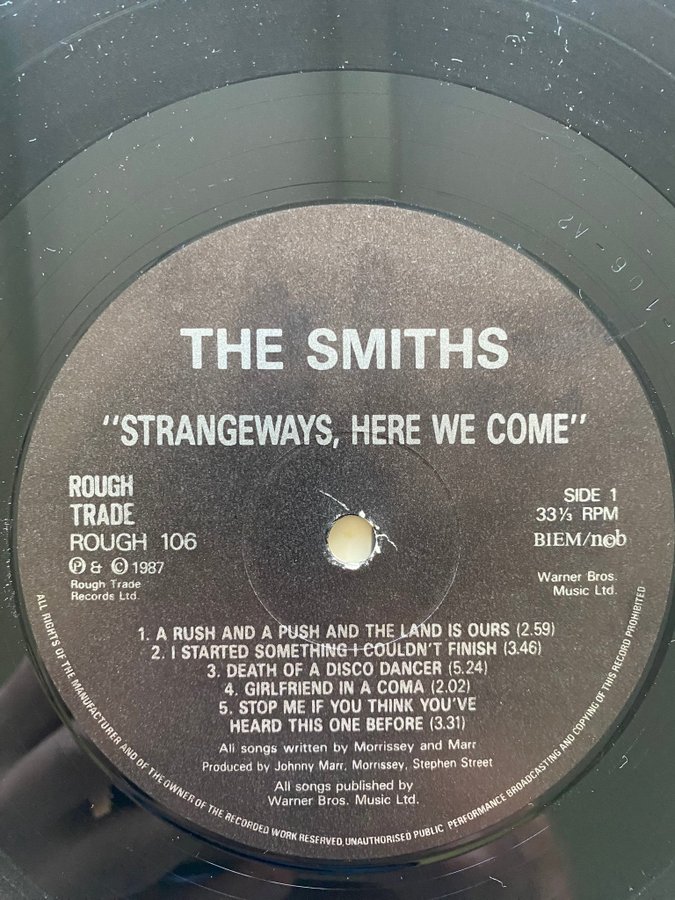 THE SMITHS
"STRANGEWAYS, HERE WE COME"
ROUGH
TRADE
ROUGH 106
Ⓟ & © 1987
Rough Trade
Records Ltd.
SIDE 1
33⅓ RPM
BIEM/ncb
Warner Bros.
Music Ltd.
1. A RUSH AND A PUSH AND THE LAND IS OURS (2.59)
2. I STARTED SOMETHING I COULDN'T FINISH (3.46)
3. DEATH OF A DISCO DANCER (5.24)
4. GIRLFRIEND IN A COMA (2.02)
5. STOP ME IF YOU THINK YOU'VE
HEARD THIS ONE BEFORE (3.31)
All songs written by Morrissey and Marr
Produced by Johnny Marr, Morrissey, Stephen Street
All songs published by
Warner Bros. Music Ltd.
ALL RIGHTS OF THE MANUFACTURER AND OF THE OWNER OF THE RECORDED WORK RESERVED, UNAUTHORISED PUBLIC PERFORMANCE BROADCASTING AND COPYING OF THIS RECORD PROHIBITED
106-A2